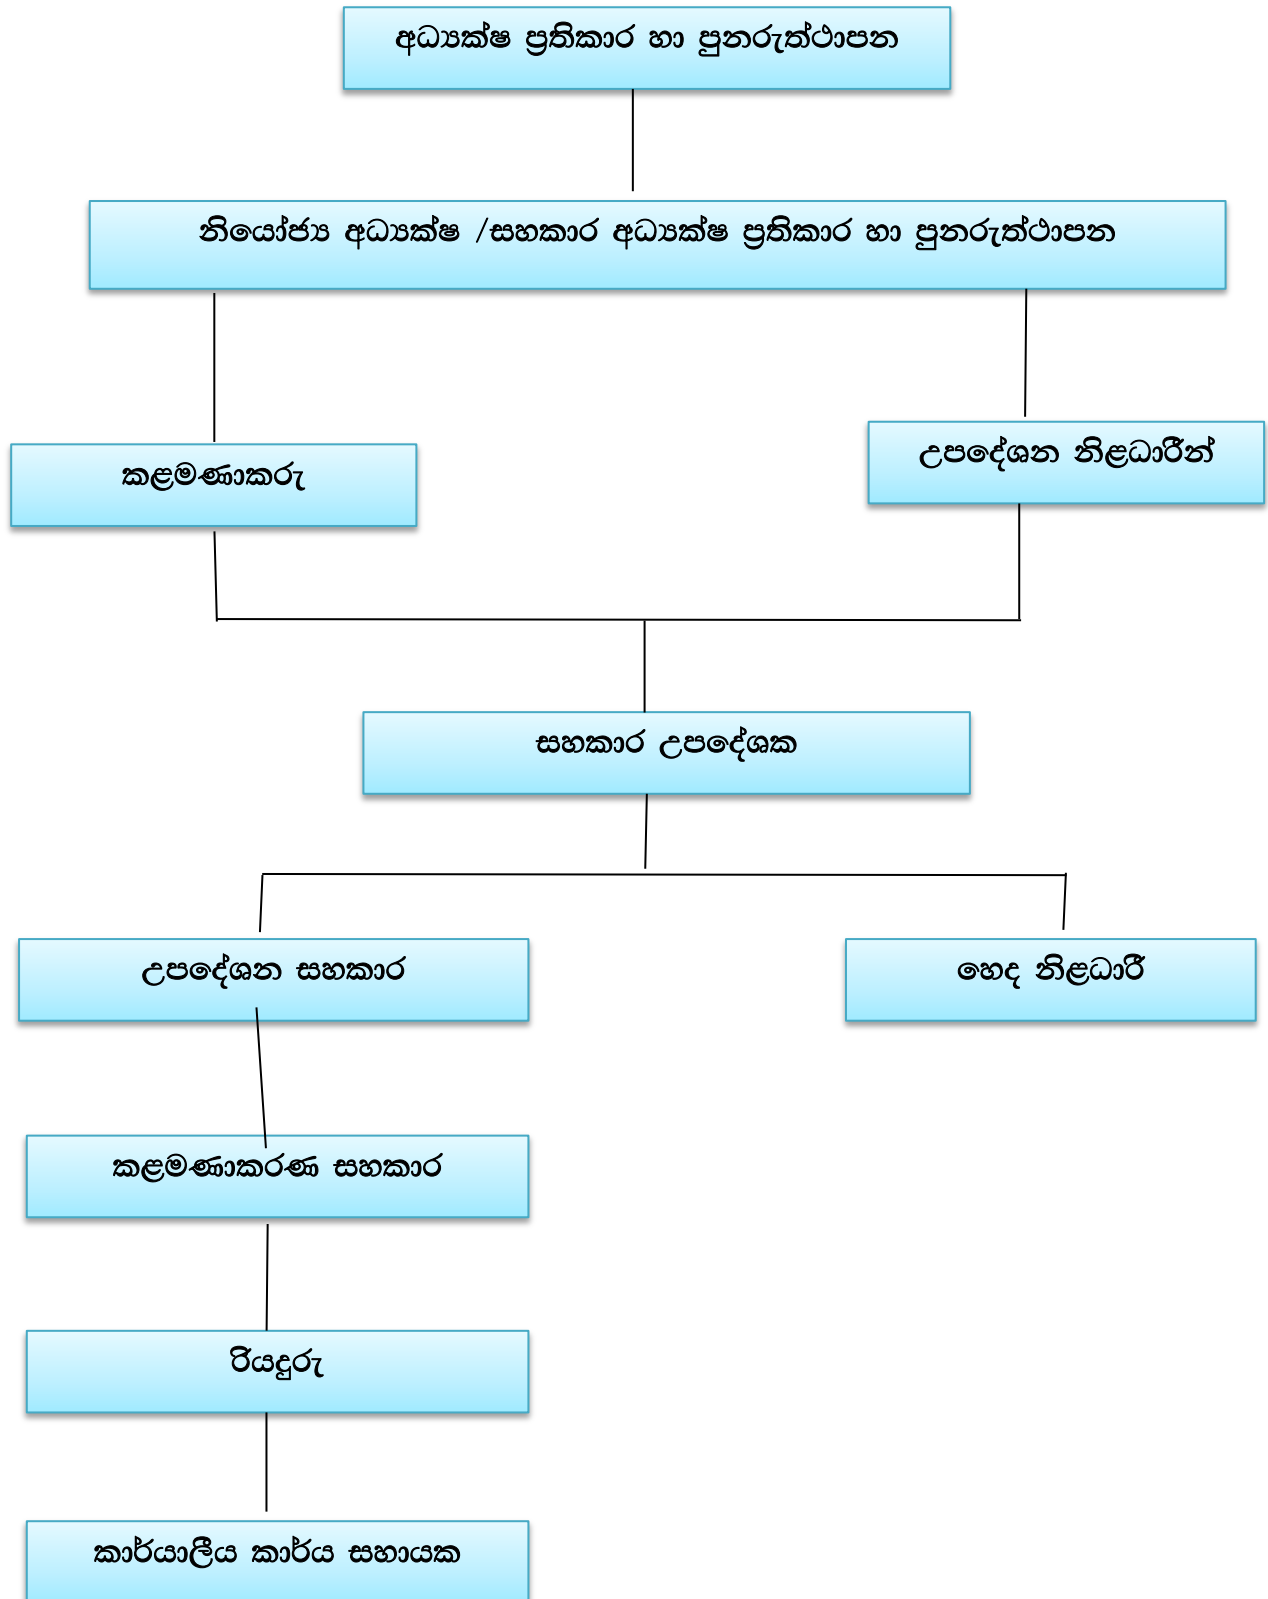 අධ්‍යක්ෂ ප්‍රතිකාර හා පුනරුත්ථාපන
නියෝජ්‍ය අධ්‍යක්ෂ /සහකාර අධ්‍යක්ෂ ප්‍රතිකාර හා පුනරුත්ථාපන
කළමණාකරු
උපදේශන නිළධාරීන්
සහකාර උපදේශක
උපදේශන සහකාර
හෙද නිළධාරී
කළමණාකරණ සහකාර
රියදුරු
කාර්යාලීය කාර්ය සහායක